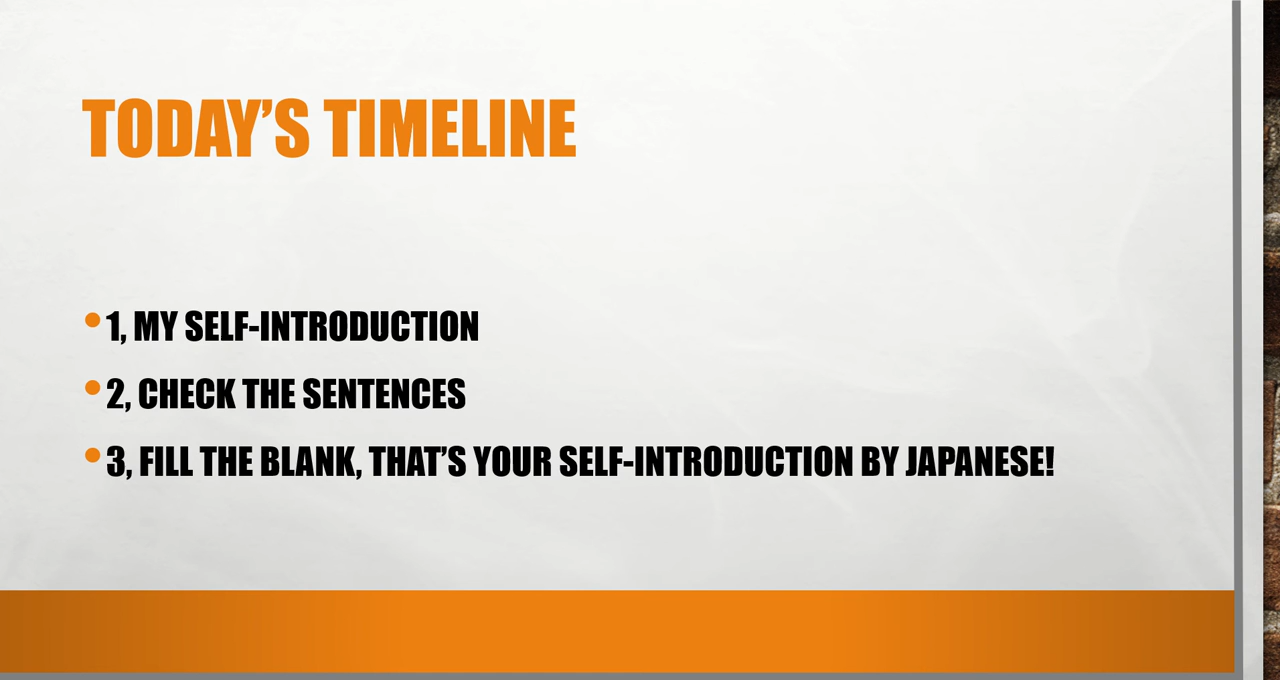 TODAY’S TIMELINE
•1, MY SELF-INTRODUCTION
•2, CHECK THE SENTENCES
•3, FILL THE BLANK, THAT’S YOUR SELF-INTRODUCTION BY JAPANESE!